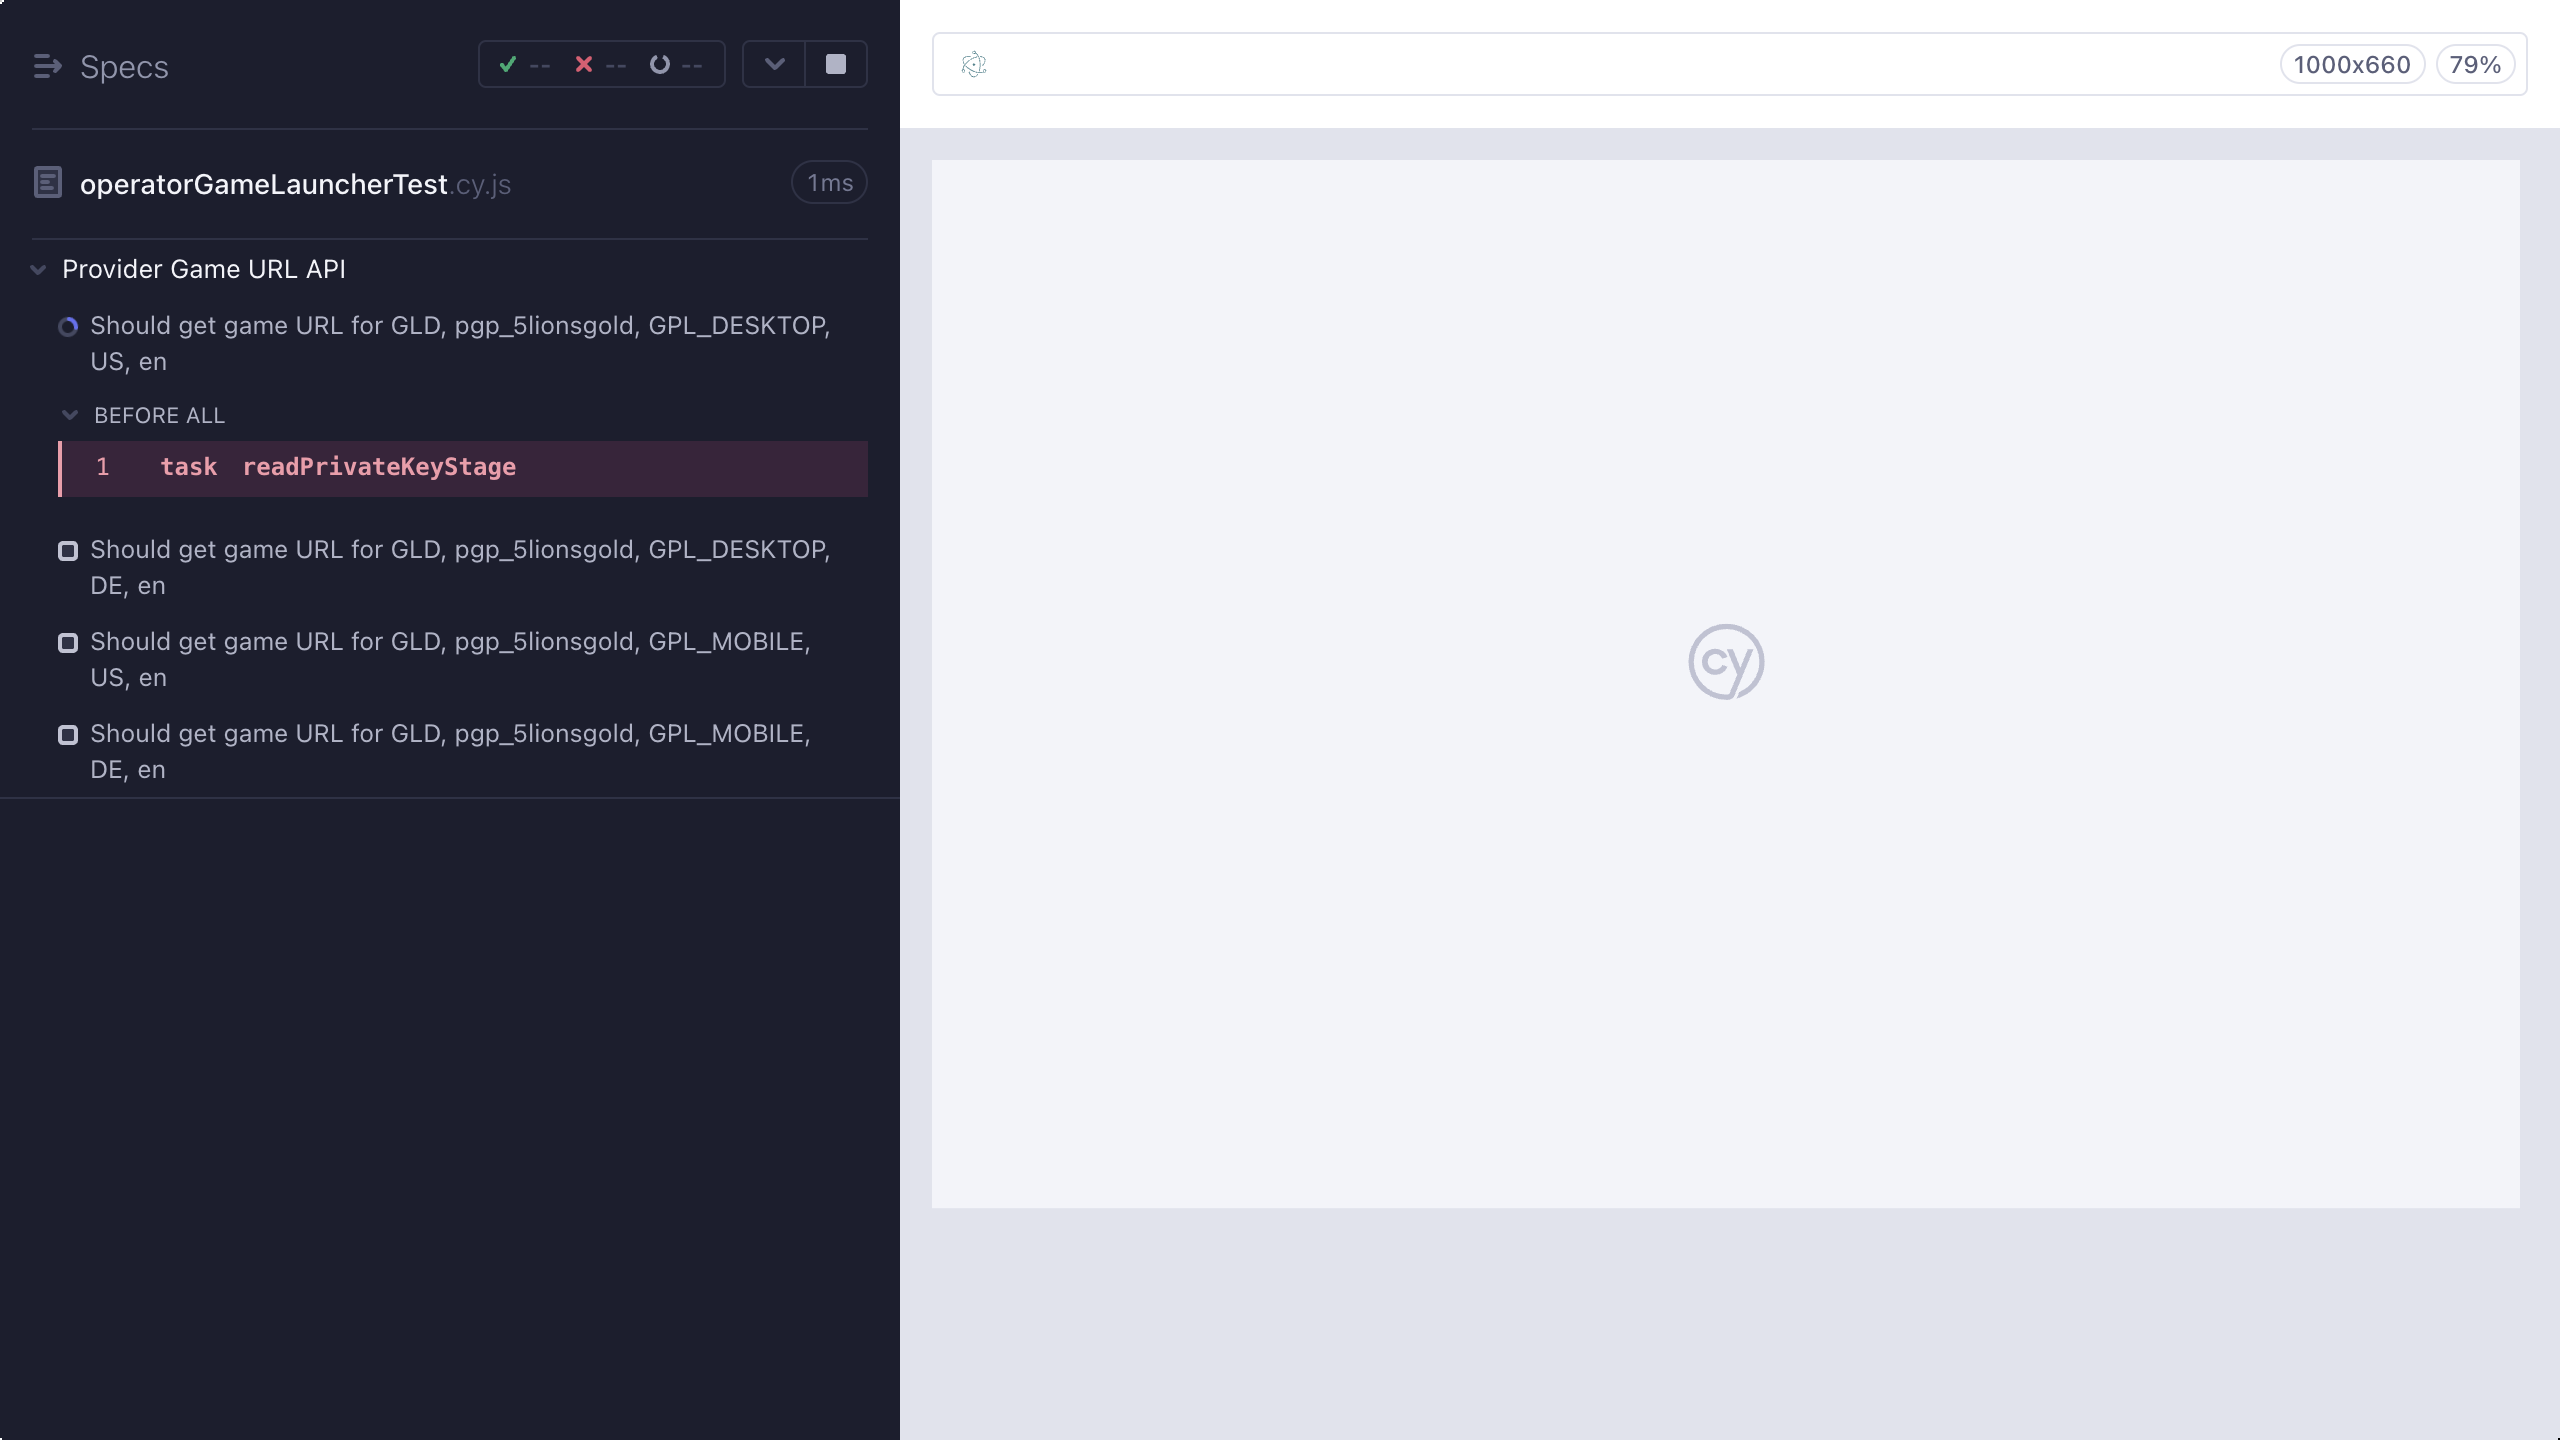 Specs
-- -- --
operatorGameLauncherTest.cy.js 1ms
Provider Game URL API
Should get game URL for GLD, pgp_5lionsgold, GPL_DESKTOP,
US, en
BEFORE ALL
1 task readPrivateKeyStage
Should get game URL for GLD, pgp_5lionsgold, GPL_DESKTOP,
DE, en
Should get game URL for GLD, pgp_5lionsgold, GPL_MOBILE,
US, en
Should get game URL for GLD, pgp_5lionsgold, GPL_MOBILE,
DE, en
1000x660 79%
cy